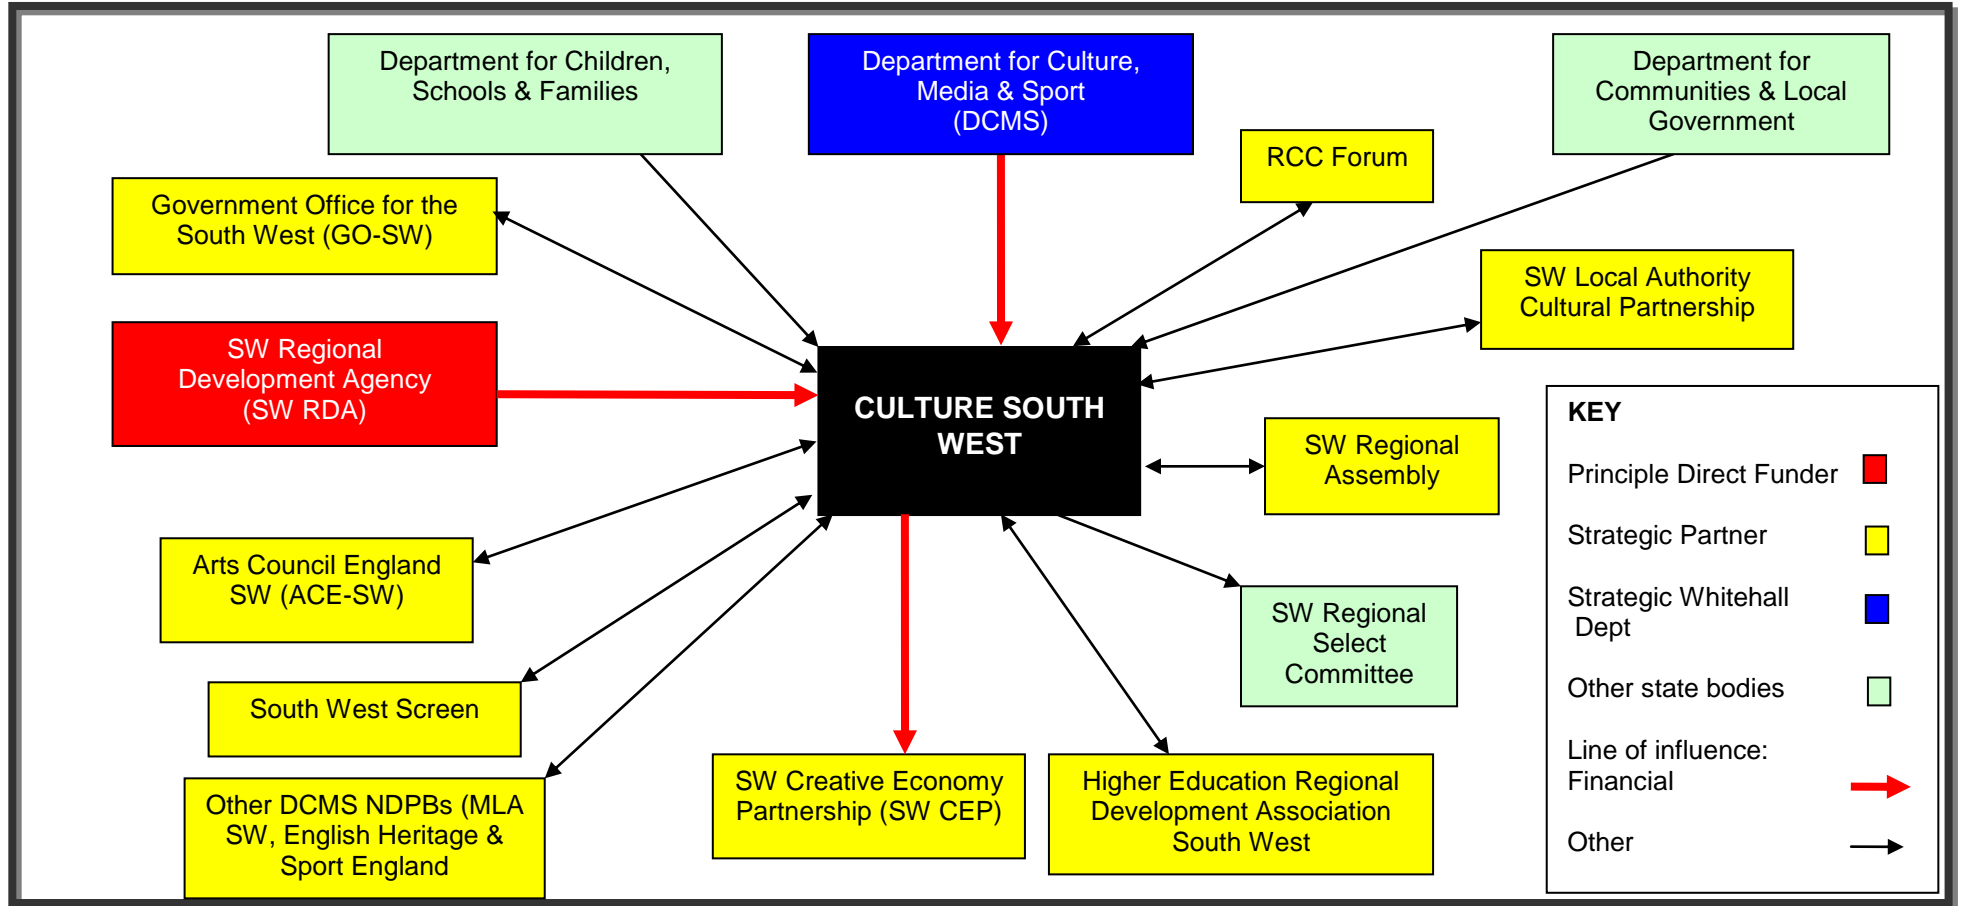 Department for Children,
Schools & Families
Department for Culture,
Media & Sport
(DCMS)
Department for
Communities & Local
Government
RCC Forum
Government Office for the
South West (GO-SW)
SW Local Authority
Cultural Partnership
SW Regional
Development Agency
(SW RDA)
CULTURE SOUTH
WEST
SW Regional
Assembly
Arts Council England
SW (ACE-SW)
SW Regional
Select
Committee
South West Screen
Other DCMS NDPBs (MLA
SW, English Heritage &
Sport England
SW Creative Economy
Partnership (SW CEP)
Higher Education Regional
Development Association
South West
KEY
Principle Direct Funder
Strategic Partner
Strategic Whitehall
Dept
Other state bodies
Line of influence:
Financial
Other